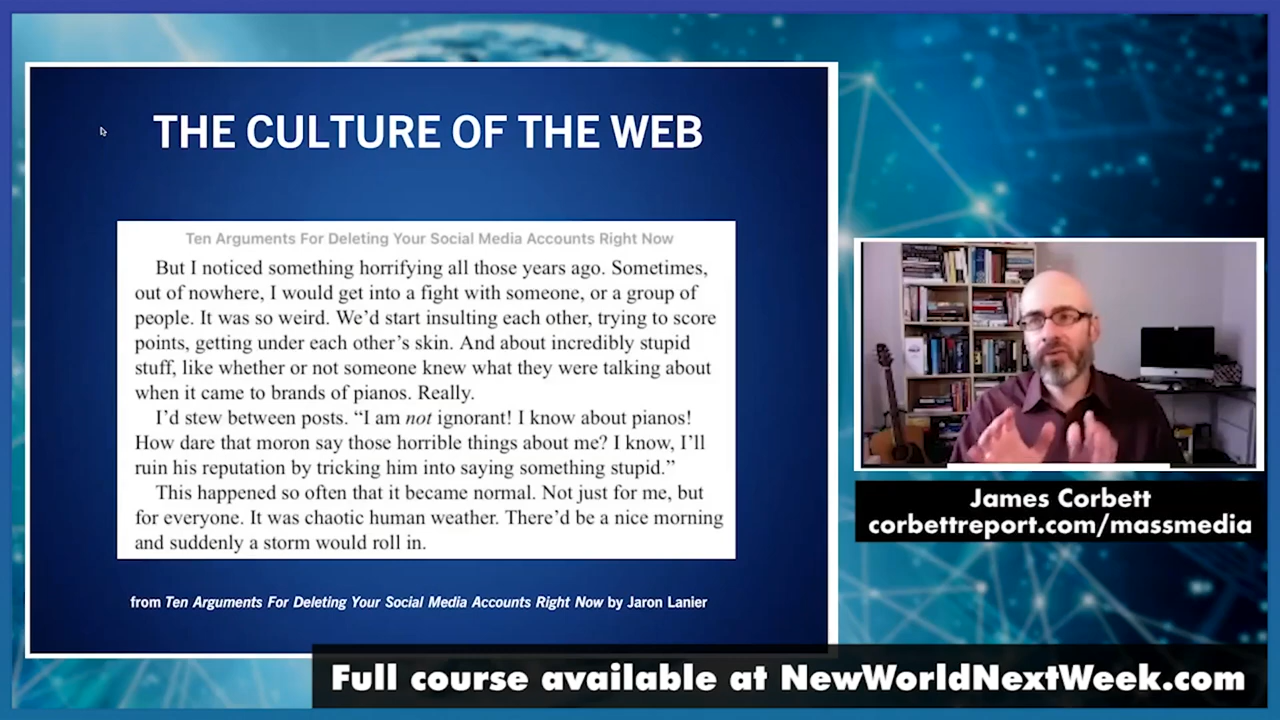 THE CULTURE OF THE WEB
Ten Arguments For Deleting Your Social Media Accounts Right Now
But I noticed something horrifying all those years ago. Sometimes,
out of nowhere, I would get into a fight with someone, or a group of
people. It was so weird. We’d start insulting each other, trying to score
points, getting under each other’s skin. And about incredibly stupid
stuff, like whether or not someone knew what they were talking about
when it came to brands of pianos. Really.
I’d stew between posts. “I am not ignorant! I know about pianos!
How dare that moron say those horrible things about me? I know, I’ll
ruin his reputation by tricking him into saying something stupid.”
This happened so often that it became normal. Not just for me, but
for everyone. It was chaotic human weather. There’d be a nice morning
and suddenly a storm would roll in.
from Ten Arguments For Deleting Your Social Media Accounts Right Now by Jaron Lanier
James Corbett
corbettreport.com/massmedia
Full course available at NewWorldNextWeek.com